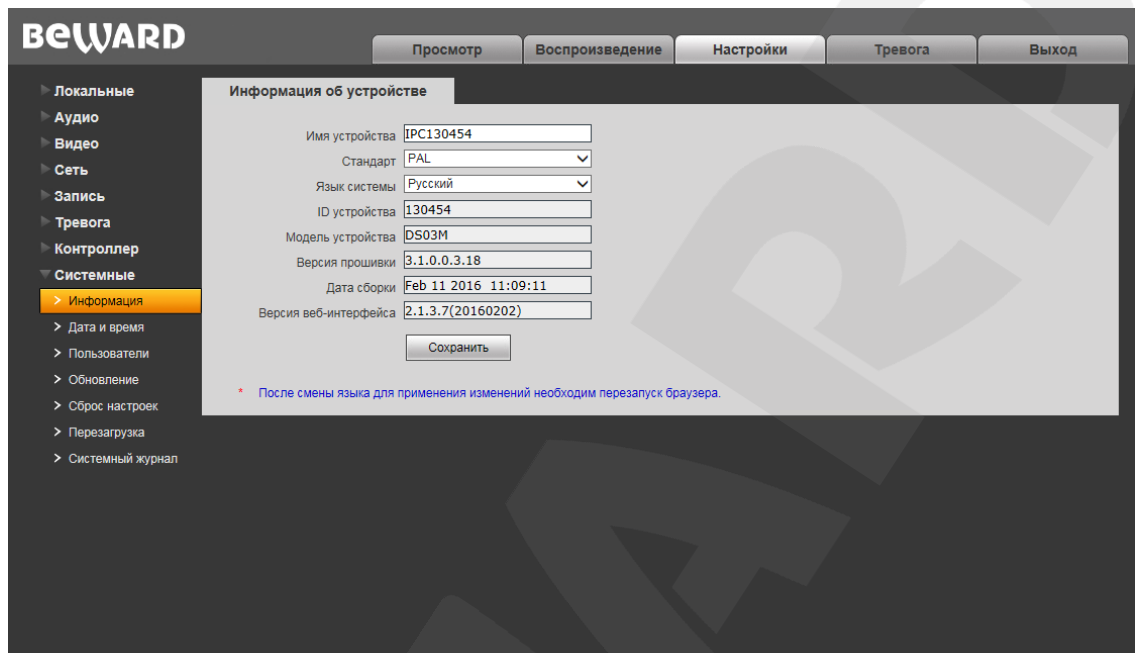 BEWARD
Просмотр Воспроизведение Настройки Тревога Выход
Локальные
Аудио
Видео
Сеть
Запись
Тревога
Контроллер
Системные
Информация
Дата и время
Пользователи
Обновление
Сброс настроек
Перезагрузка
Системный журнал
Информация об устройстве
Имя устройства IPC130454
Стандарт PAL
Язык системы Русский
ID устройства 130454
Модель устройства DS03M
Версия прошивки 3.1.0.0.3.18
Дата сборки Feb 11 2016 11:09:11
Версия веб-интерфейса 2.1.3.7(20160202)
Сохранить
* После смены языка для применения изменений необходим перезапуск браузера.